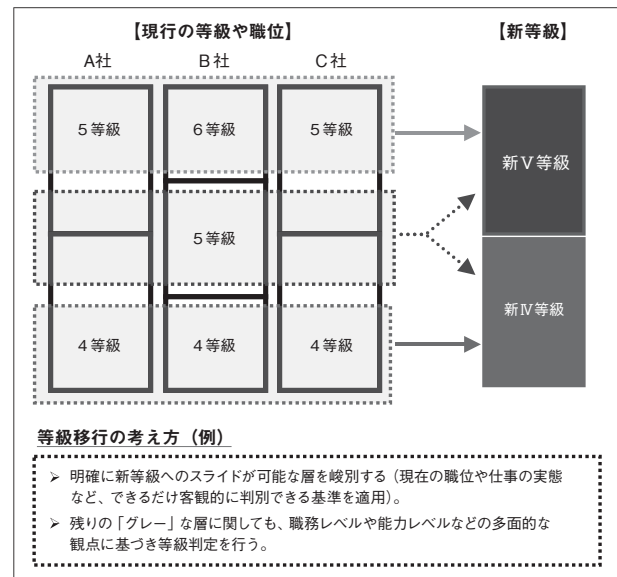 【現行の等級や職位】 【新等級】
A社 B社 C社
5等級 6等級 5等級
新Ⅴ等級
5等級
新Ⅳ等級
4等級 4等級 4等級
等級移行の考え方（例）
➢ 明確に新等級へのスライドが可能な層を峻別する（現在の職位や仕事の実態
など、できるだけ客観的に判別できる基準を適用）。
➢ 残りの「グレー」な層に関しても、職務レベルや能力レベルなどの多面的な
観点に基づき等級判定を行う。